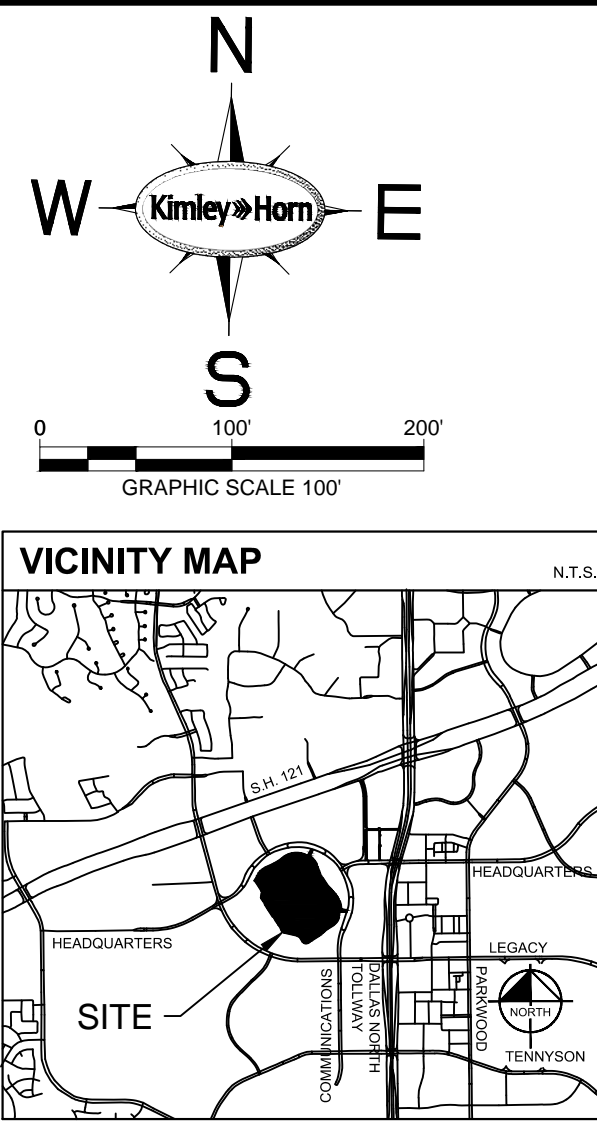 N
W Kimley»Horn E
S
0 100' 200'
GRAPHIC SCALE 100'
VICINITY MAP N.T.S.
S.H. 121
HEADQUARTERS
HEADQUARTERS
LEGACY
SITE
COMMUNICATIONS
DALLAS NORTH
TOLLWAY
PARKWOOD
NORTH
TENNYSON